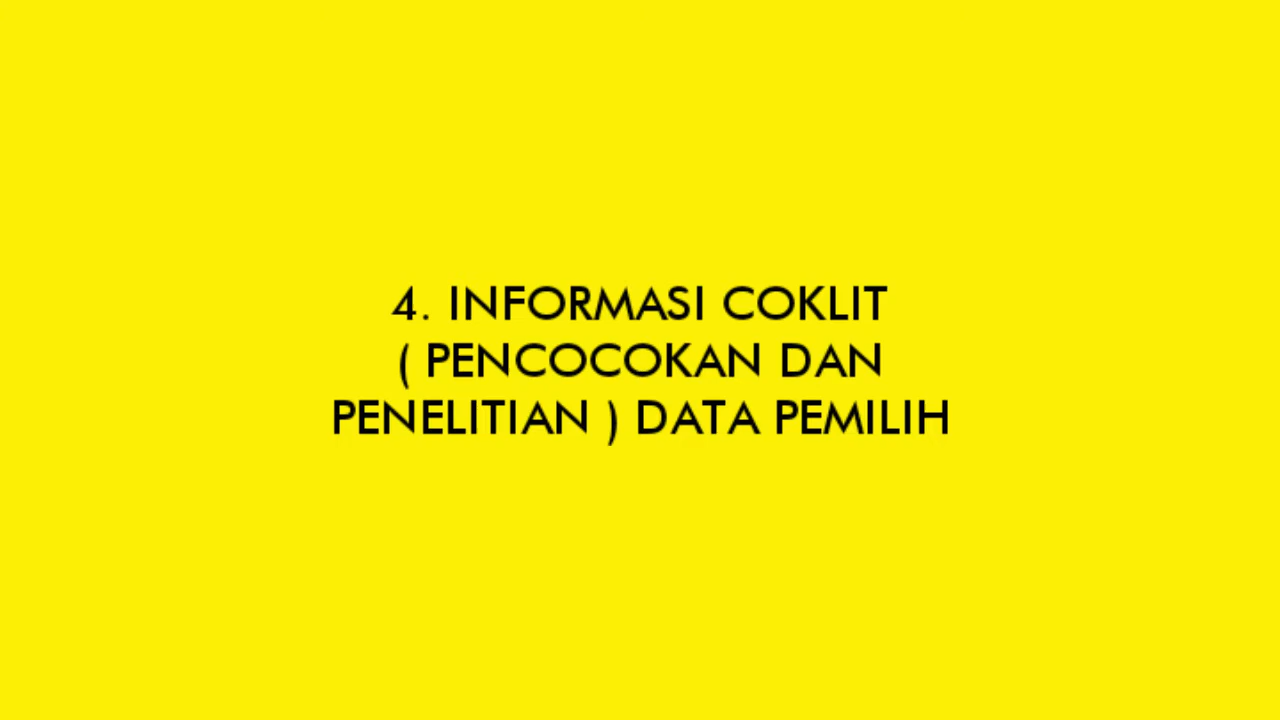 4. INFORMASI COKLIT
( PENCOCOKAN DAN
PENELITIAN ) DATA PEMILIH